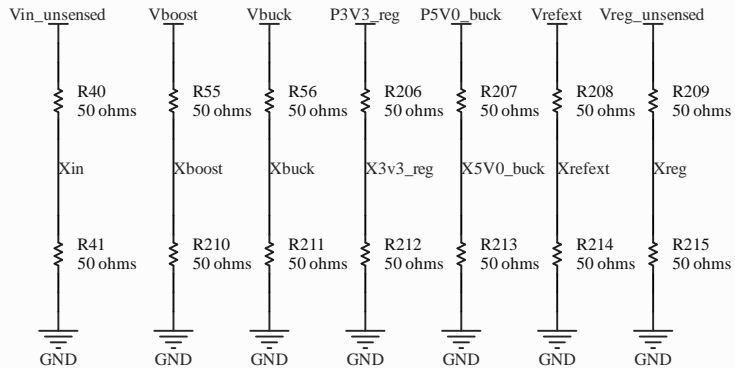 Vin_unsensed Vboost Vbuck P3V3_reg P5V0_buck Vrefext Vreg_unsensed
R40 R55 R56 R206 R207 R208 R209
50 ohms 50 ohms 50 ohms 50 ohms 50 ohms 50 ohms 50 ohms
Xin Xboost Xbuck X3v3_reg X5V0_buck Xrefext Xreg
R41 R210 R211 R212 R213 R214 R215
50 ohms 50 ohms 50 ohms 50 ohms 50 ohms 50 ohms 50 ohms
GND GND GND GND GND GND GND